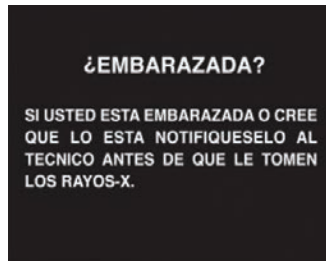 ¿EMBARAZADA?
SI USTED ESTA EMBARAZADA O CREE
QUE LO ESTA NOTIFIQUESELO AL
TECNICO ANTES DE QUE LE TOMEN
LOS RAYOS-X.